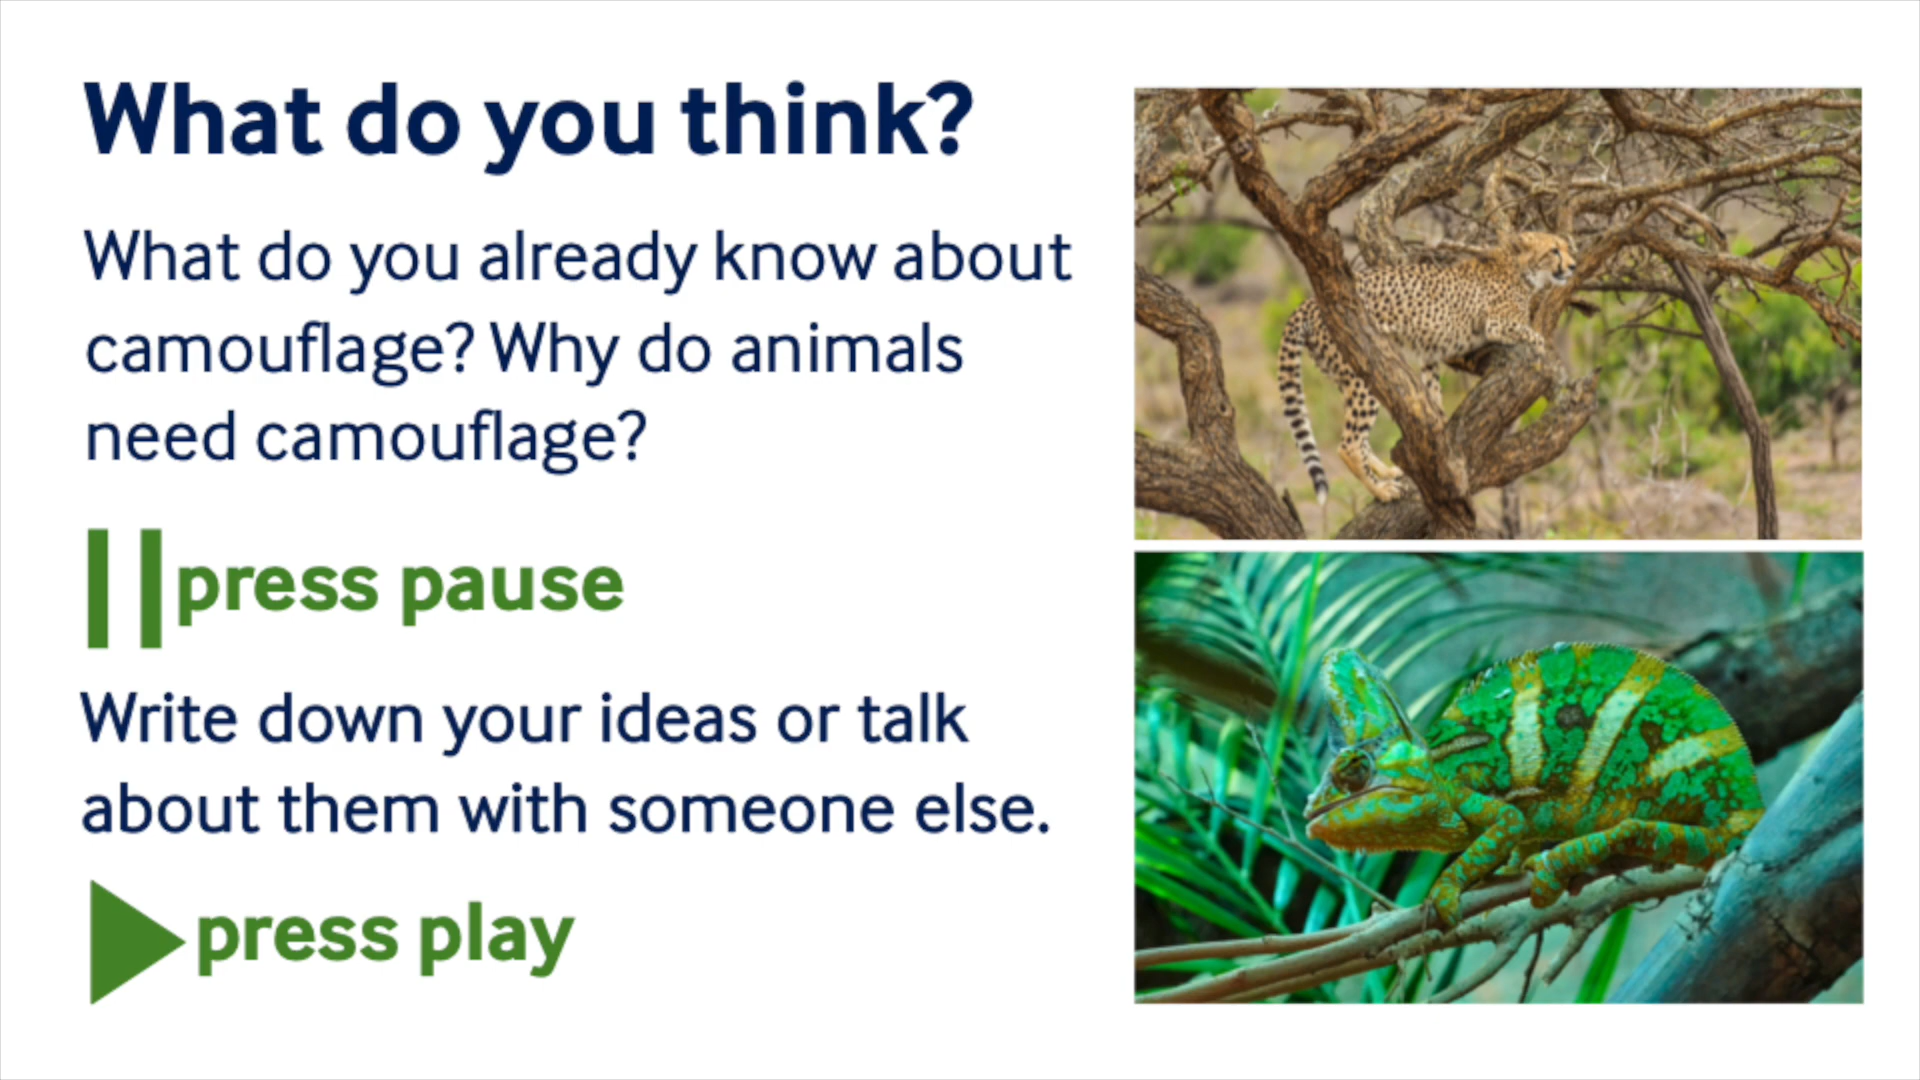 What do you think?
What do you already know about
camouflage? Why do animals
need camouflage?
press pause
Write down your ideas or talk
about them with someone else.
press play